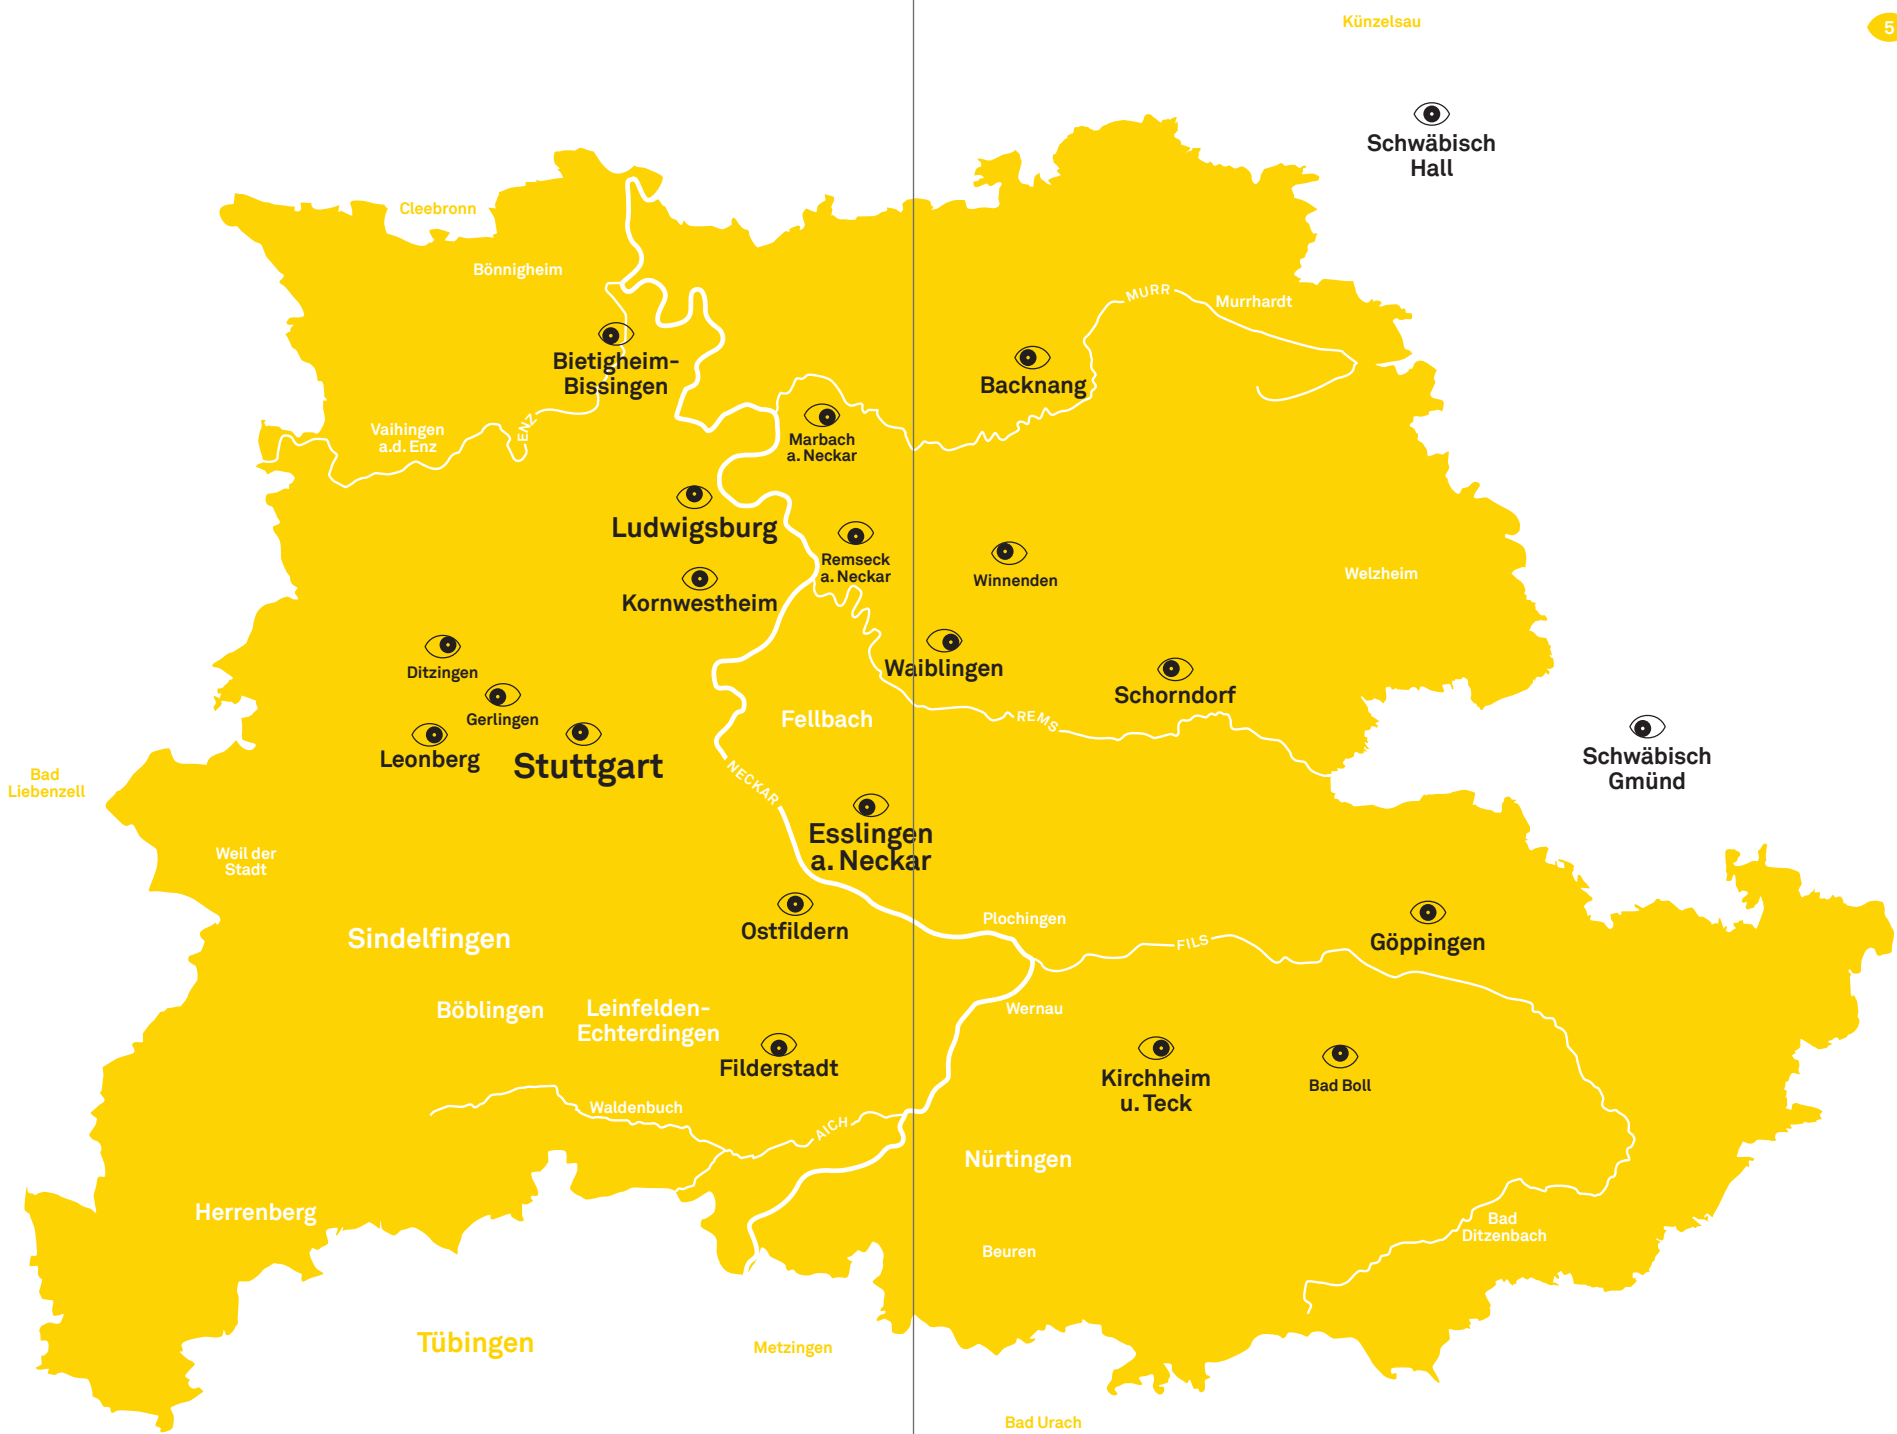 Künzelsau
5
Schwäbisch
Hall
Cleebronn
Bönnigheim
MURR
Murrhardt
Bietigheim-
Bissingen
Backnang
ENZ
Vaihingen
a.d. Enz
Marbach
a. Neckar
Ludwigsburg
Remseck
a. Neckar
Winnenden
Welzheim
Kornwestheim
Ditzingen
Waiblingen
Schorndorf
Gerlingen
Fellbach
REMS
Leonberg
Stuttgart
Schwäbisch
Gmünd
Bad
Liebenzell
NECKAR
Esslingen
a. Neckar
Weil der
Stadt
Plochingen
Ostfildern
Sindelfingen
FILS
Göppingen
Böblingen
Leinfelden-
Echterdingen
Wernau
Filderstadt
Kirchheim
u. Teck
Bad Boll
Waldenbuch
AICH
Nürtingen
Herrenberg
Bad
Ditzenbach
Beuren
Tübingen
Metzingen
Bad Urach